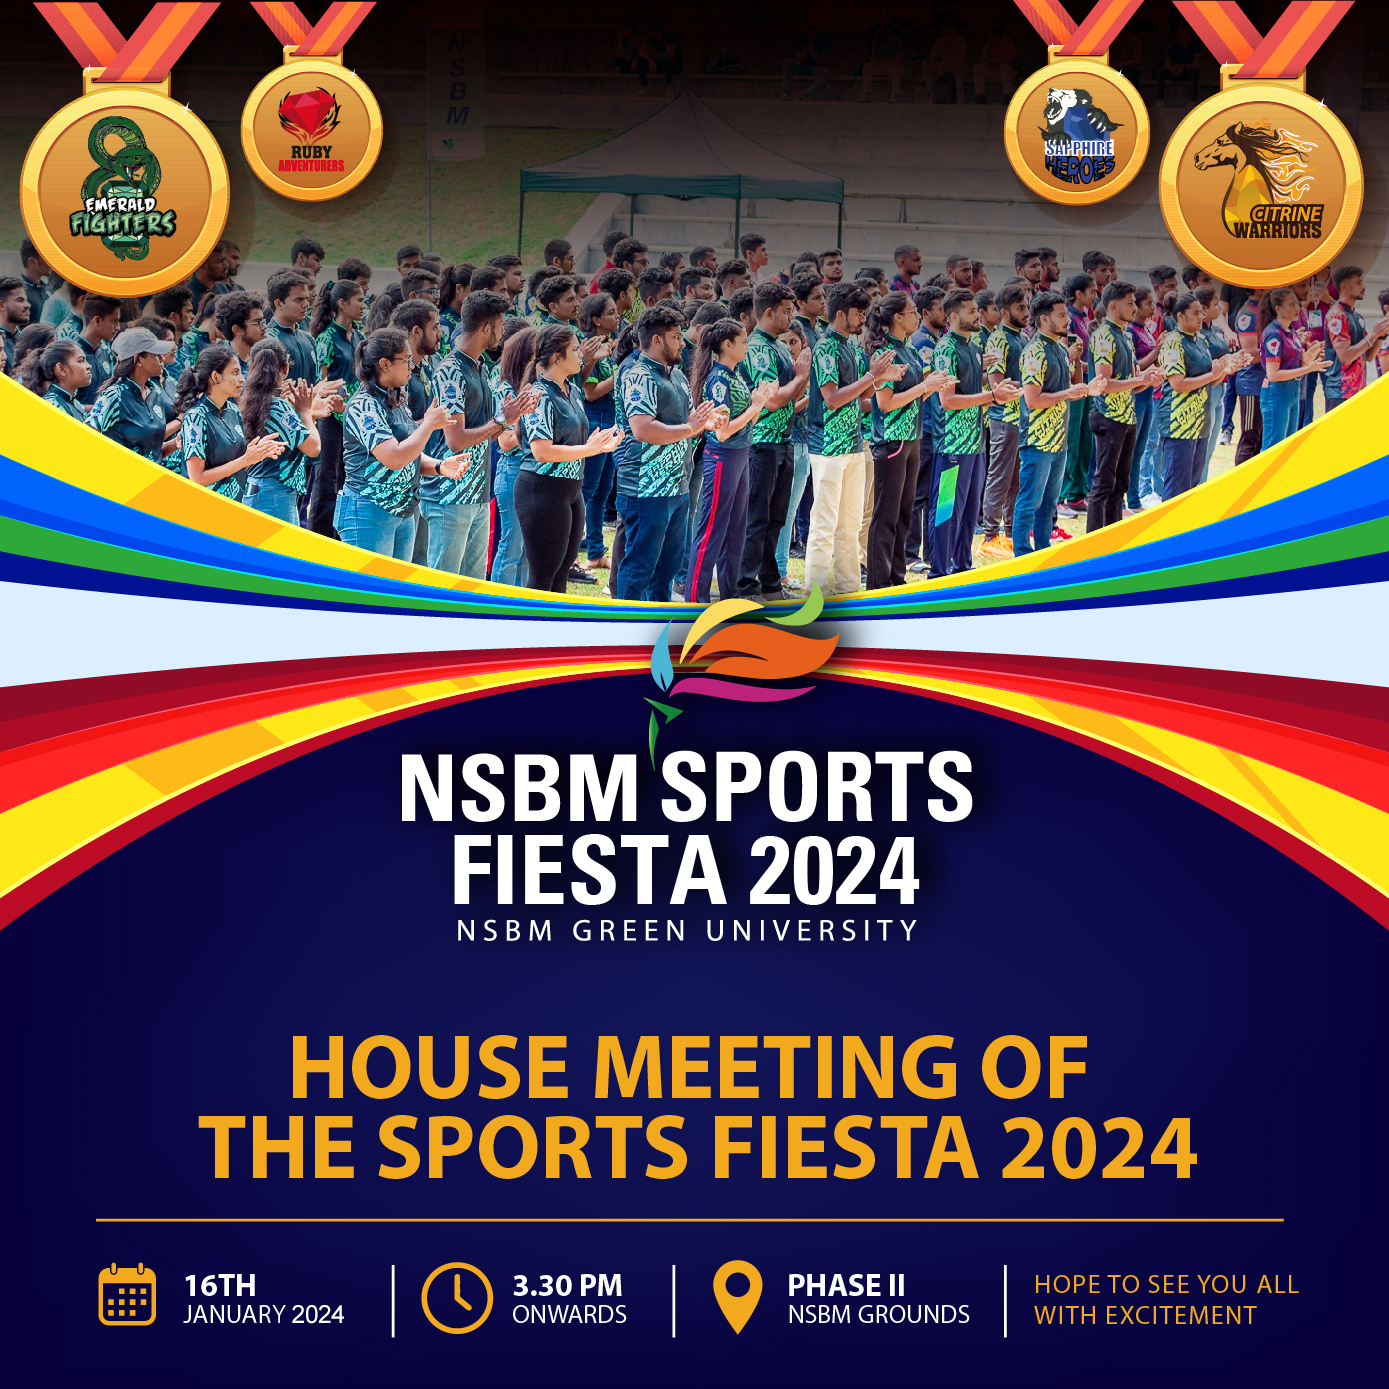 NSBM
EMERALD
FIGHTERS
RUBY
ADVENTURERS
SAPPHIRE
HEROES
CITRINE
WARRIORS
NSBM SPORTS
FIESTA 2024
NSBM GREEN UNIVERSITY
HOUSE MEETING OF
THE SPORTS FIESTA 2024
16TH
JANUARY 2024
3.30 PM
ONWARDS
PHASE II
NSBM GROUNDS
HOPE TO SEE YOU ALL
WITH EXCITEMENT